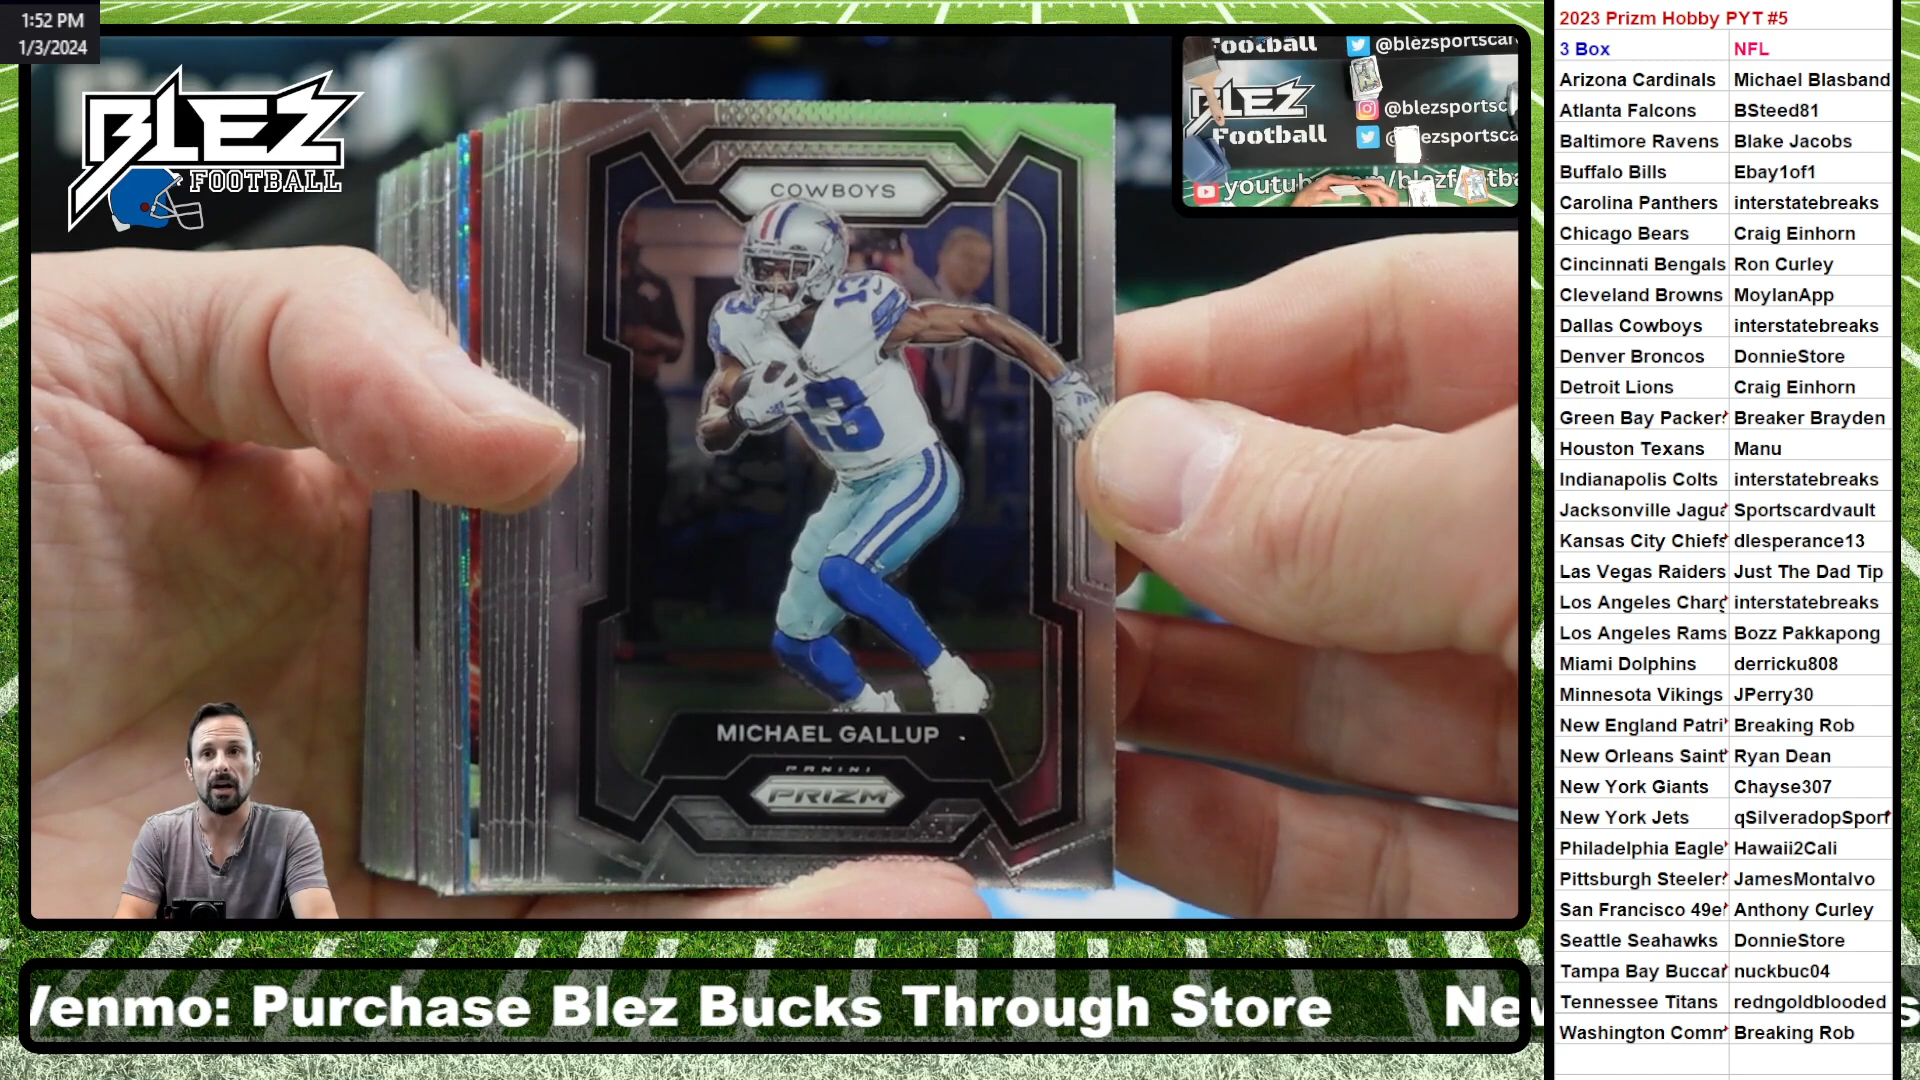 1:52 PM
1/3/2024
BLEZ
FOOTBALL
COWBOYS
13
13
MICHAEL GALLUP
PANINI
PRIZM
Football @blezsportscar
BLEZ
@blezsportsc
Football
youtub
Venmo: Purchase Blez Bucks Through Store
2023 Prizm Hobby PYT #5
3 Box NFL
Arizona Cardinals Michael Blasband
Atlanta Falcons BSteed81
Baltimore Ravens Blake Jacobs
Buffalo Bills Ebay1of1
Carolina Panthers interstatebreaks
Chicago Bears Craig Einhorn
Cincinnati Bengals Ron Curley
Cleveland Browns MoylanApp
Dallas Cowboys interstatebreaks
Denver Broncos DonnieStore
Detroit Lions Craig Einhorn
Green Bay Packer Breaker Brayden
Houston Texans Manu
Indianapolis Colts interstatebreaks
Jacksonville Jagua Sportscardvault
Kansas City Chiefs dlesperance13
Las Vegas Raiders Just The Dad Tip
Los Angeles Charg interstatebreaks
Los Angeles Rams Bozz Pakkapong
Miami Dolphins derricku808
Minnesota Vikings JPerry30
New England Patri Breaking Rob
New Orleans Saint Ryan Dean
New York Giants Chayse307
New York Jets qSilveradopSport
Philadelphia Eagle Hawaii2Cali
Pittsburgh Steeler JamesMontalvo
San Francisco 49e Anthony Curley
Seattle Seahawks DonnieStore
Tampa Bay Buccar nuckbuc04
Tennessee Titans redngoldblooded
Washington Comm Breaking Rob